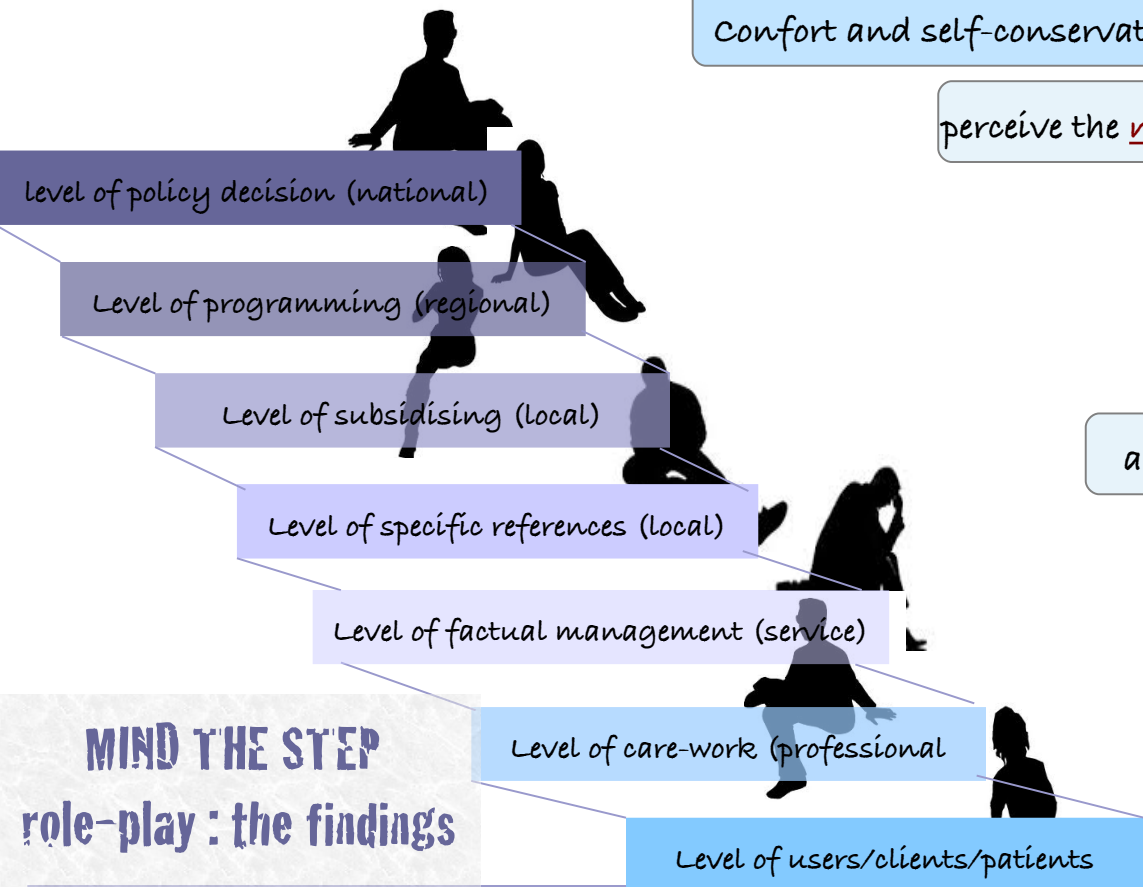 Confort and self-conservat
perceive the
level of policy decision (national)
Level of programming (regional)
Level of subsidising (local)
a
Level of specific references (local)
Level of factual management (service)
MIND THE STEP
role-play : the findings
Level of care-work (professional
Level of users/clients/patients